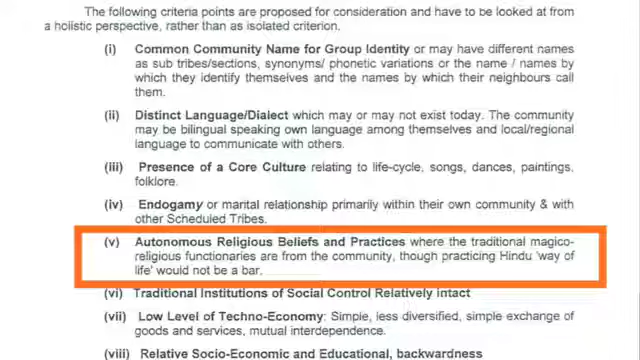 The following criteria points are proposed for consideration and have to be looked at from
a holistic perspective, rather than as isolated criterion.
(i) Common Community Name for Group Identity or may have different names
as sub tribes/sections, synonyms/ phonetic variations or the name / names by
which they identify themselves and the names by which their neighbours call
them.
(ii) Distinct Language/Dialect which may or may not exist today. The community
may be bilingual speaking own language among themselves and local/regional
language to communicate with others.
(iii) Presence of a Core Culture relating to life-cycle, songs, dances, paintings,
folklore.
(iv) Endogamy or marital relationship primarily within their own community & with
other Scheduled Tribes.
(v) Autonomous Religious Beliefs and Practices where the traditional magico-
religious functionaries are from the community, though practicing Hindu 'way of
life' would not be a bar.
(vi) Traditional Institutions of Social Control Relatively intact
(vii) Low Level of Techno-Economy: Simple, less diversified, simple exchange of
goods and services, mutual interdependence.
(viii) Relative Socio-Economic and Educational, backwardness